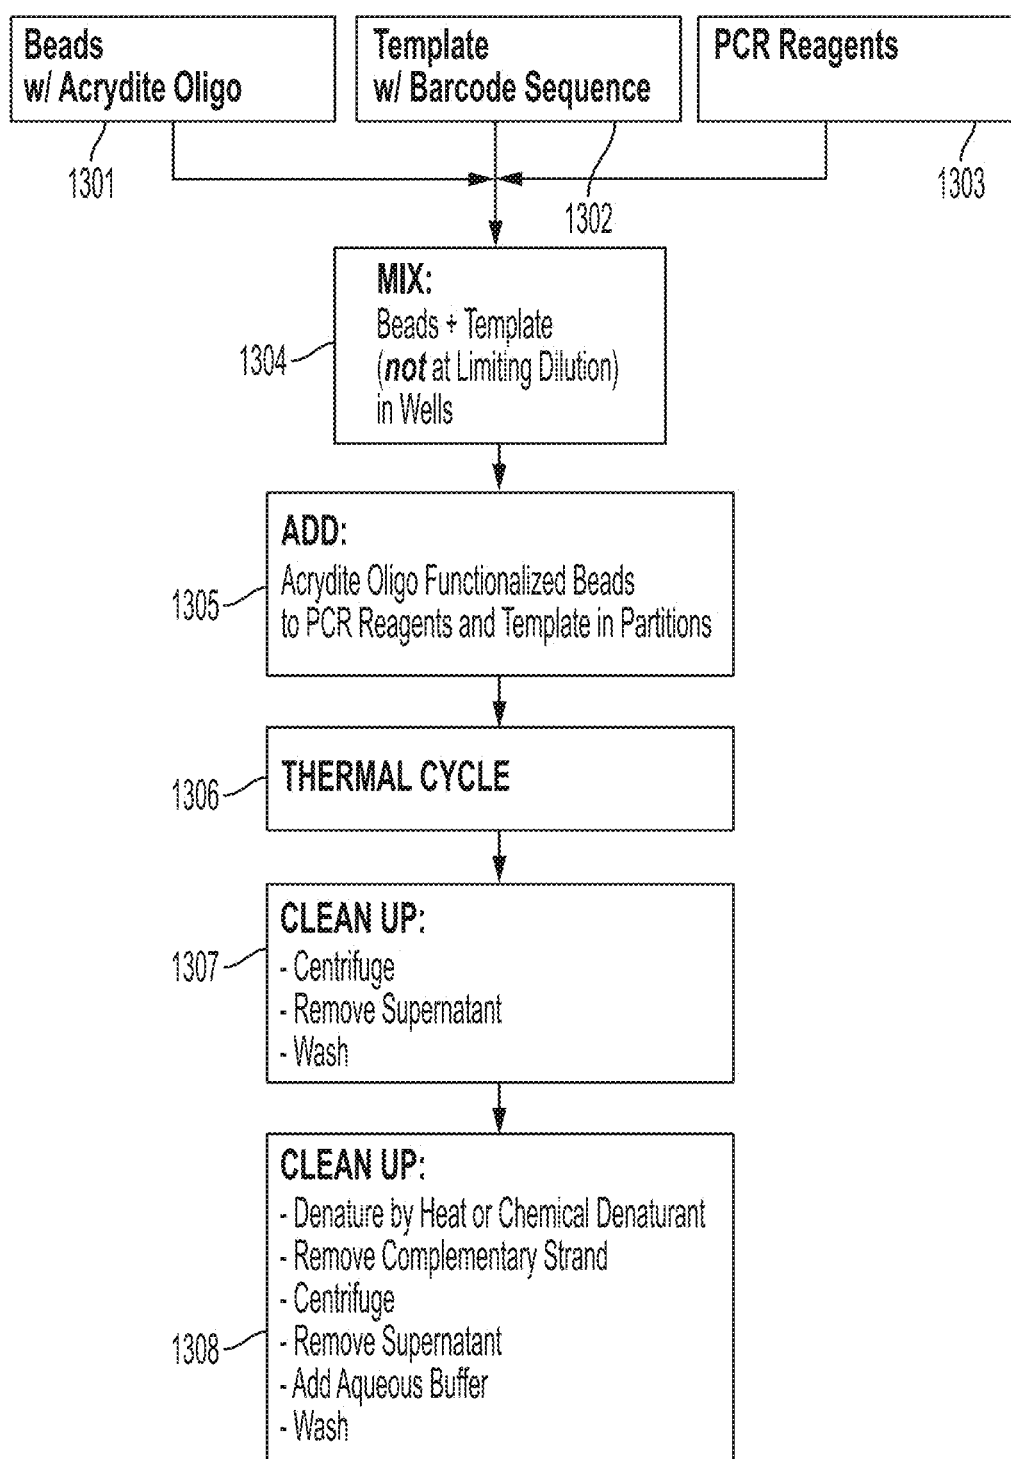 Beads
w/ Acrydite Oligo
Template
w/ Barcode Sequence
PCR Reagents
1301
1302
1303
MIX:
Beads + Template
(not at Limiting Dilution)
in Wells
1304
ADD:
Acrydite Oligo Functionalized Beads
to PCR Reagents and Template in Partitions
1305
THERMAL CYCLE
1306
CLEAN UP:
- Centrifuge
- Remove Supernatant
- Wash
1307
CLEAN UP:
- Denature by Heat or Chemical Denaturant
- Remove Complementary Strand
- Centrifuge
- Remove Supernatant
- Add Aqueous Buffer
- Wash
1308